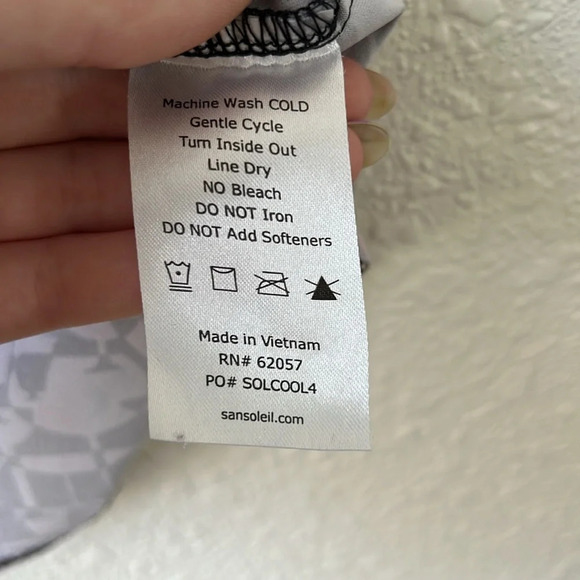 Machine Wash COLD
Gentle Cycle
Turn Inside Out
Line Dry
NO Bleach
DO NOT Iron
DO NOT Add Softeners
Made in Vietnam
RN# 62057
PO# SOLCOOL4
sansoleil.com